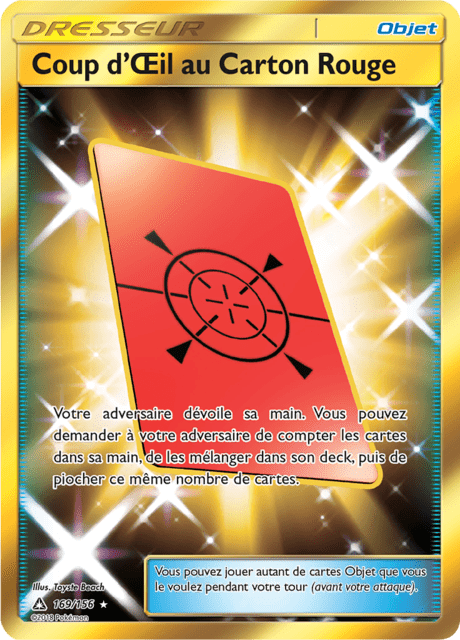 DRESSEUR
Objet
Coup d'Œil au Carton Rouge
Votre adversaire dévoile sa main. Vous pouvez
demander à votre adversaire de compter les cartes
dans sa main, de les mélanger dans son deck, puis de
piocher ce même nombre de cartes.
Vous pouvez jouer autant de cartes Objet que vous
le voulez pendant votre tour (avant votre attaque).
Illus. Toyste Beach
169/156 ★
©2018 Pokémon